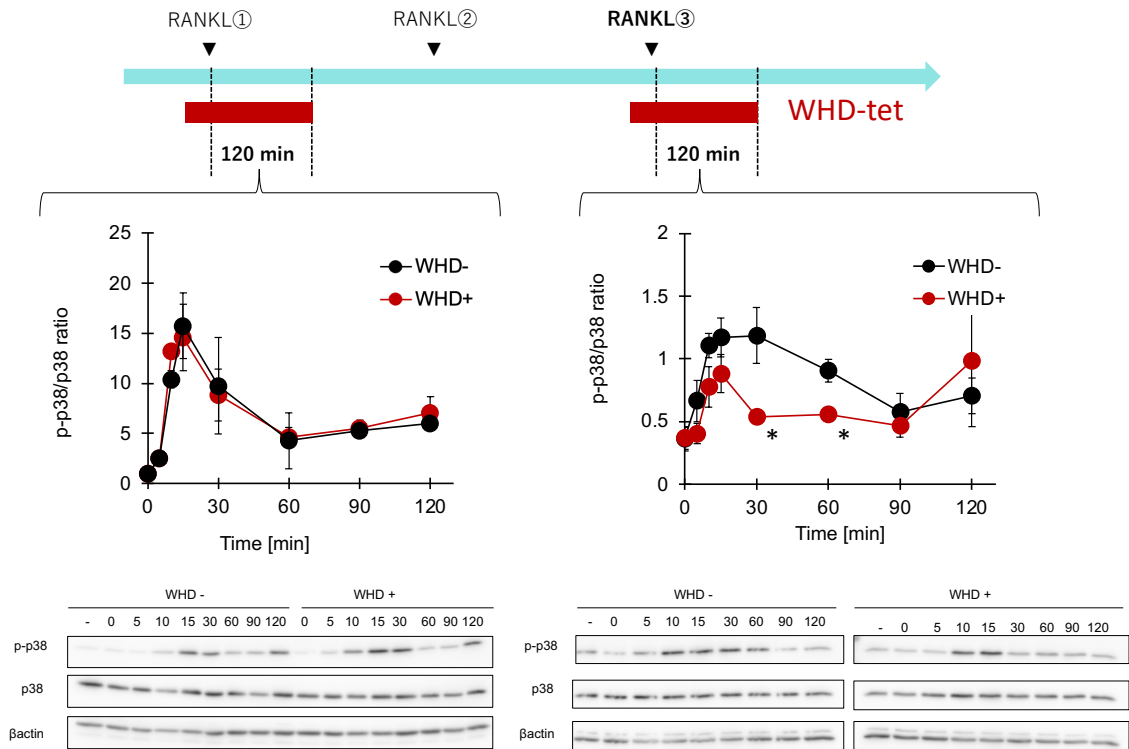 RANKL① RANKL② RANKL③
WHD-tet
120 min 120 min
25
20
15
10
5
0
p-p38/p38 ratio
WHD-
WHD+
0 30 60 90 120
Time [min]
2
1.5
1
0.5
0
p-p38/p38 ratio
WHD-
WHD+
* *
0 30 60 90 120
Time [min]
WHD - WHD +
- 0 5 10 15 30 60 90 120 0 5 10 15 30 60 90 120
p-p38
p38
βactin
WHD - WHD +
- 0 5 10 15 30 60 90 120 - 0 5 10 15 30 60 90 120
p-p38
p38
βactin